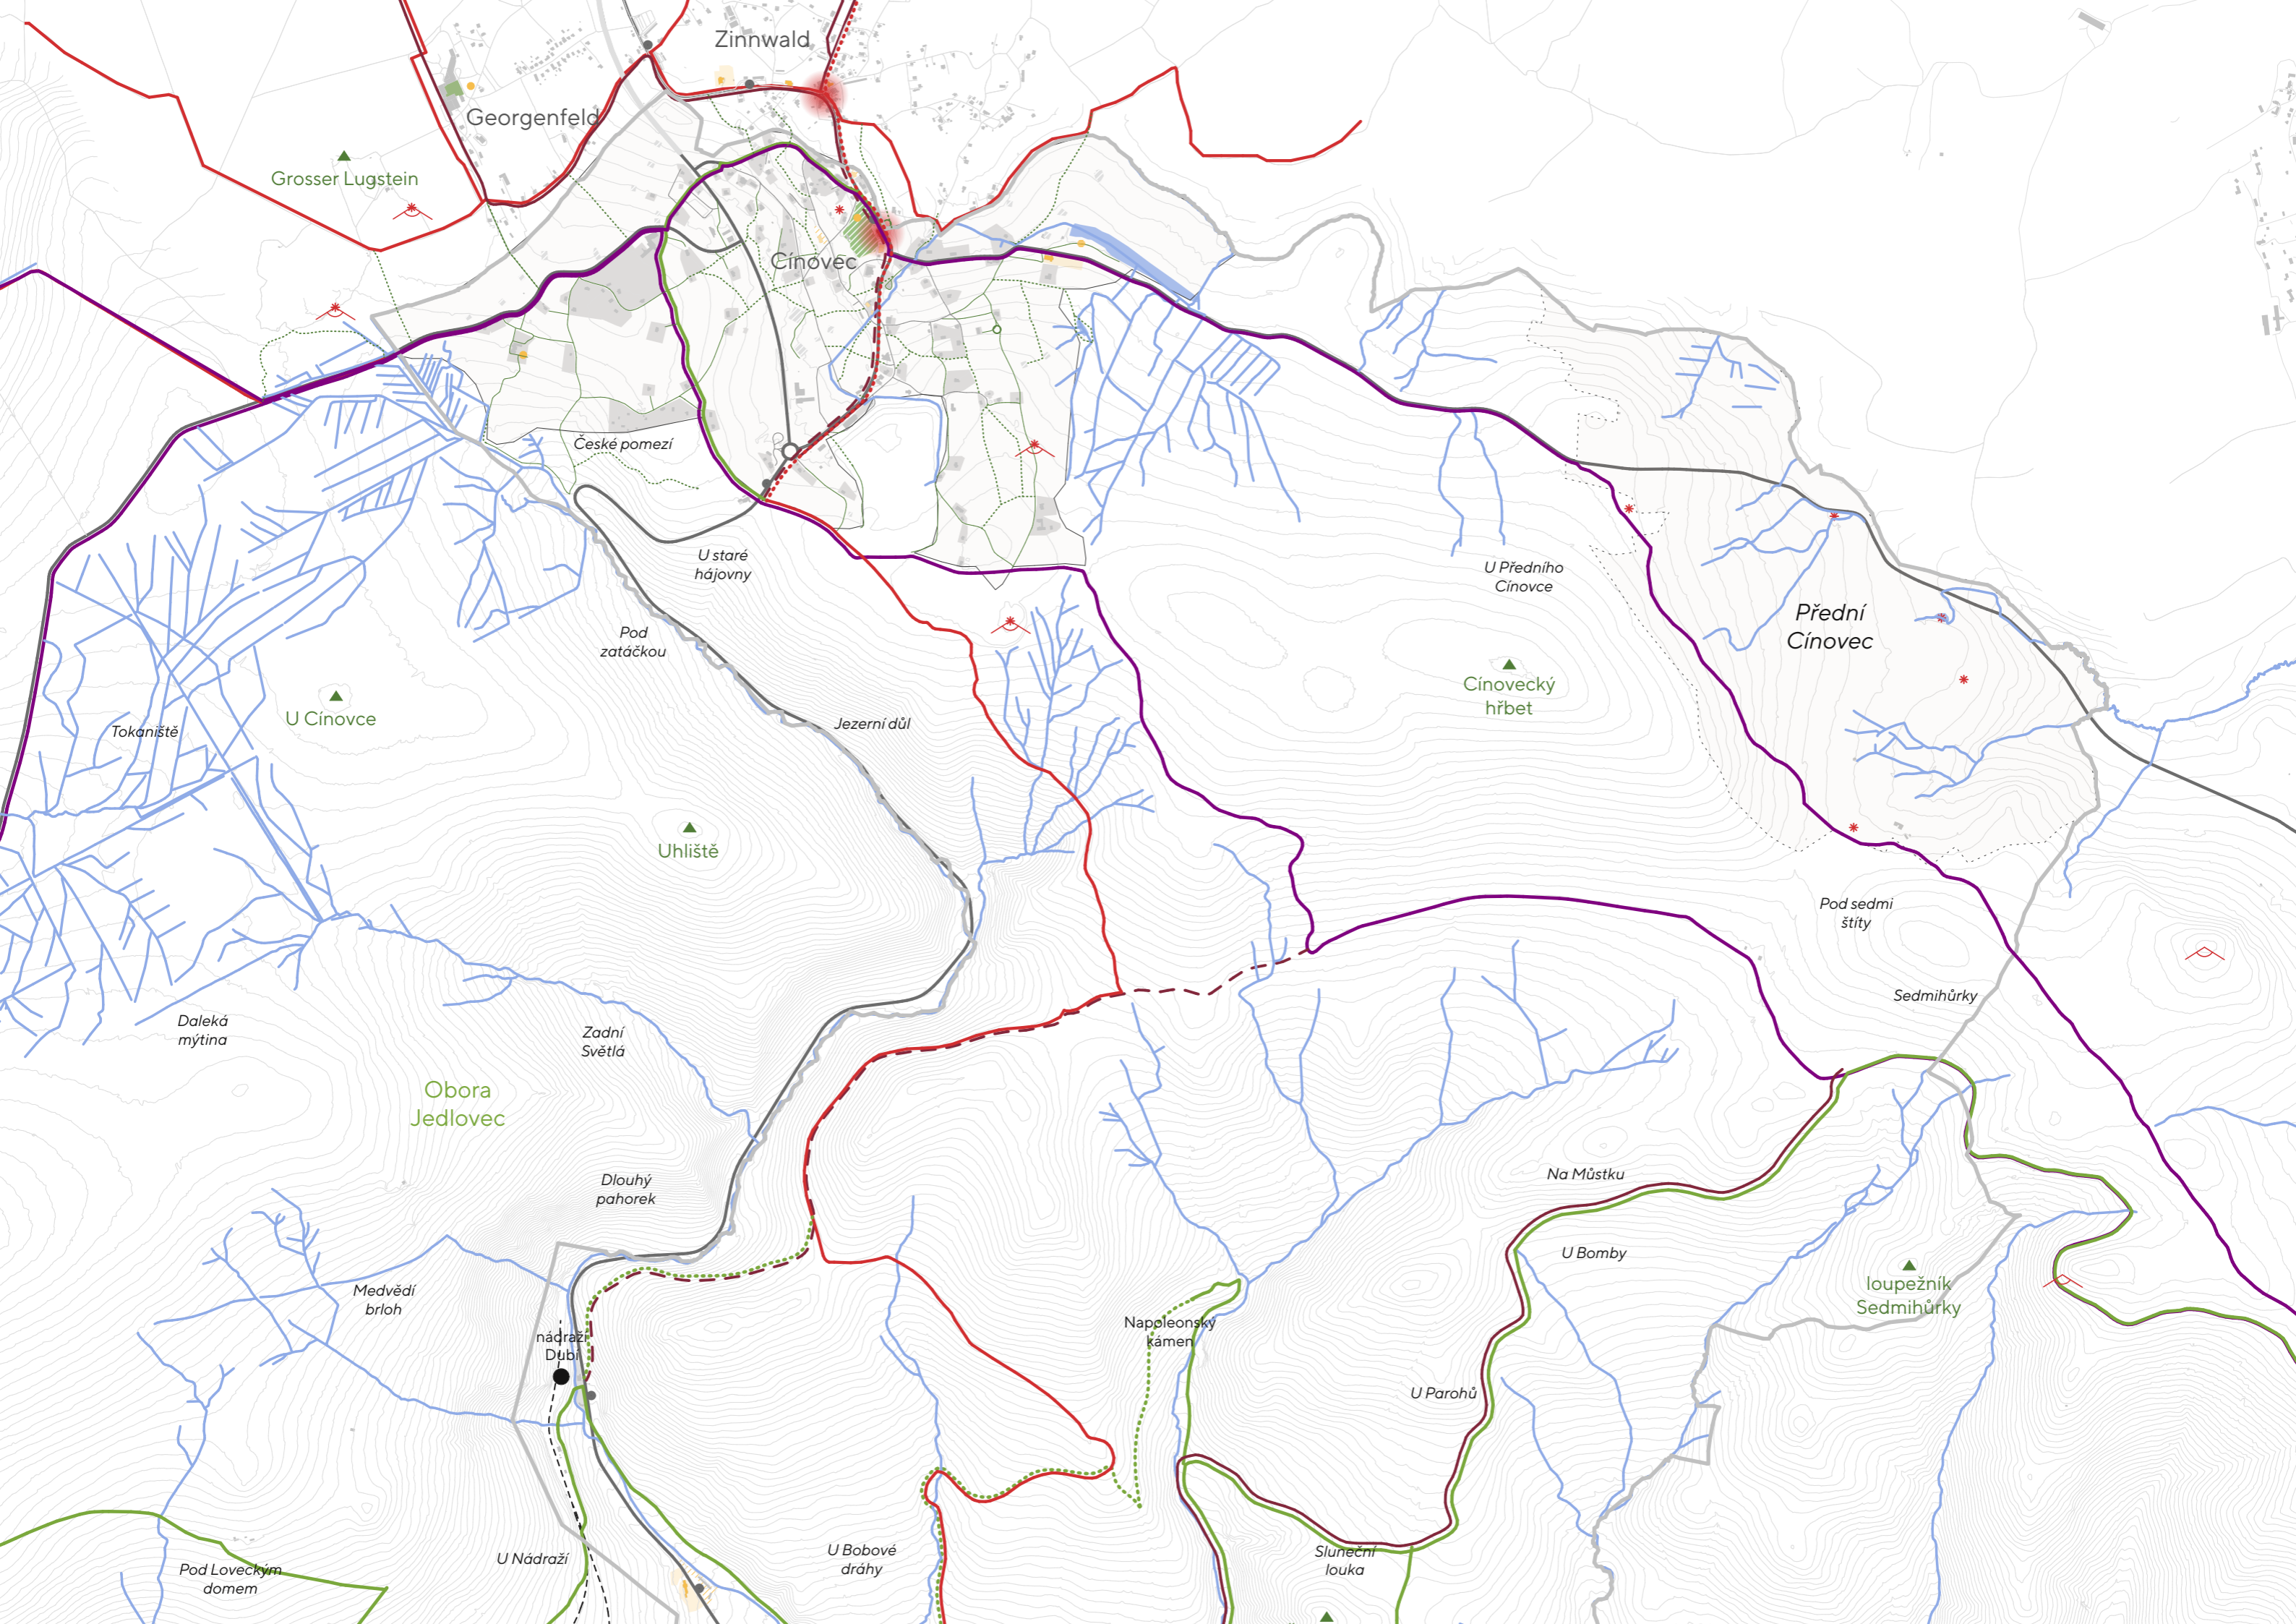 Zinnwald
Georgenfeld
Grosser Lugstein
Cínovec
České pomezí
U staré
hájovny
U Předního
Cínovce
Přední
Cínovec
Pod
zatáčkou
Cínovecký
hřbet
U Cínovce
Tokaniště
Jezerní důl
Uhliště
Pod sedmi
štíty
Sedmihůrky
Daleká
mýtina
Zadní
Světlá
Obora
Jedlovec
Dlouhý
pahorek
Na Můstku
U Bomby
loupežník
Sedmihůrky
Medvědí
brloh
nádraží
Dubí
Napoleonský
kámen
U Parohů
U Nádraží
U Bobové
dráhy
Sluneční
louka
Pod Loveckým
domem